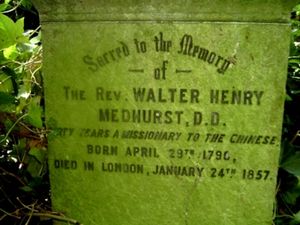 Sacred to the Memory
of
THE REV. WALTER HENRY
MEDHURST, D.D.
YEARS A MISSIONARY TO THE CHINESE,
BORN APRIL 29TH 1796,
DIED IN LONDON, JANUARY 24TH 1857.